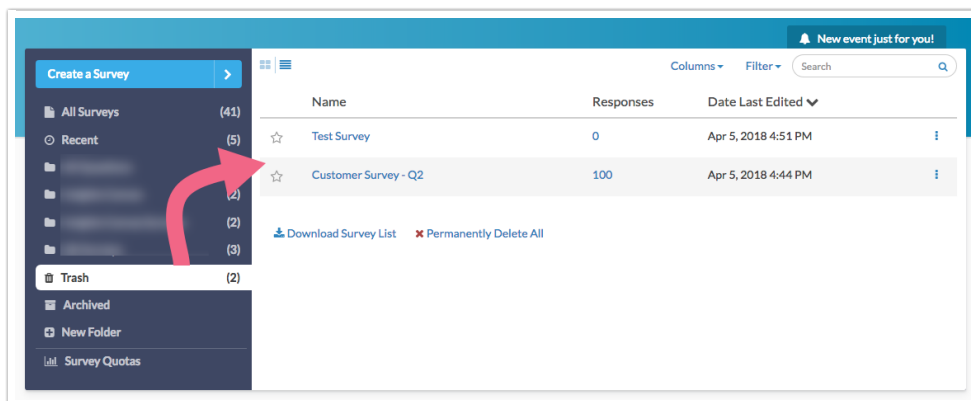 New event just for you!
Create a Survey
Columns Filter Search
All Surveys (41)
Recent (5)
(2)
(2)
(3)
Trash (2)
Archived
New Folder
Survey Quotas
Name Responses Date Last Edited
Test Survey 0 Apr 5, 2018 4:51 PM
Customer Survey - Q2 100 Apr 5, 2018 4:44 PM
Download Survey List Permanently Delete All